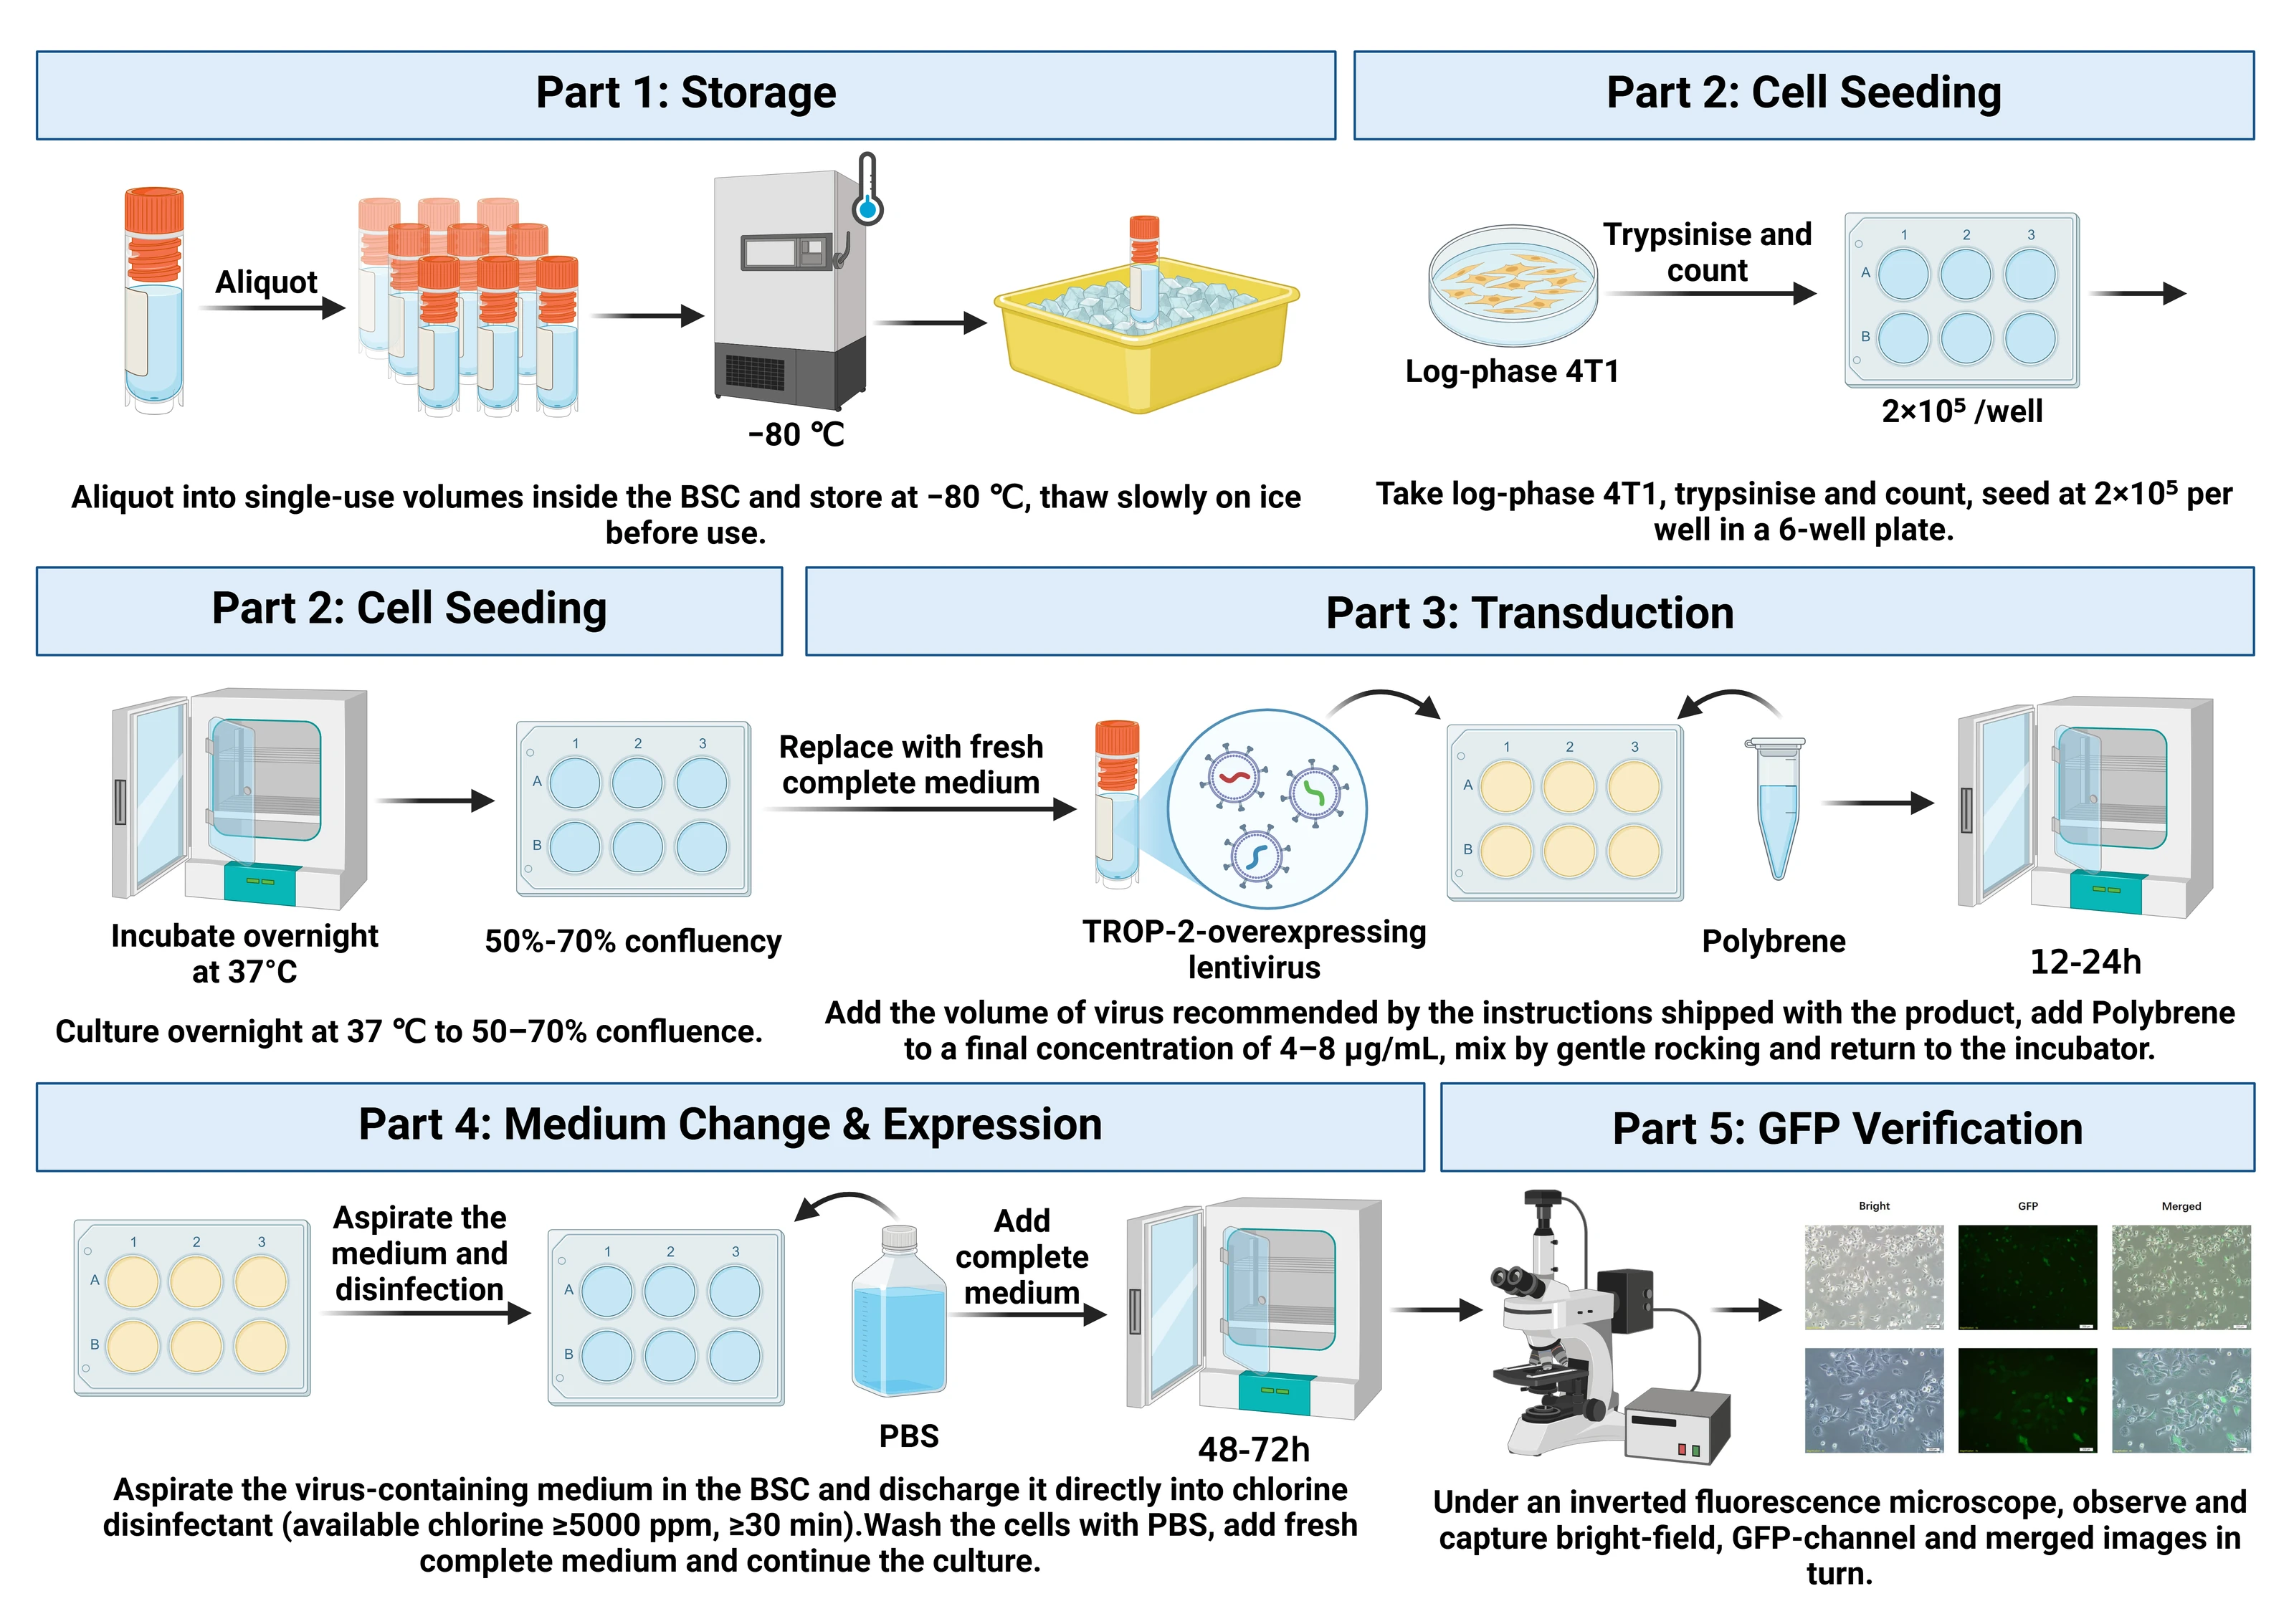 Part 1: Storage
Part 2: Cell Seeding
Aliquot
−80 ℃
Trypsinise and
count
Log-phase 4T1
1 2 3
A
B
2×10⁵ /well
Aliquot into single-use volumes inside the BSC and store at −80 ℃, thaw slowly on ice
before use.
Take log-phase 4T1, trypsinise and count, seed at 2×10⁵ per
well in a 6-well plate.
Part 2: Cell Seeding
Part 3: Transduction
Incubate overnight
at 37°C
1 2 3
A
B
50%-70% confluency
Replace with fresh
complete medium
TROP-2-overexpressing
lentivirus
1 2 3
A
B
Polybrene
12-24h
Culture overnight at 37 ℃ to 50−70% confluence.
Add the volume of virus recommended by the instructions shipped with the product, add Polybrene
to a final concentration of 4−8 μg/mL, mix by gentle rocking and return to the incubator.
Part 4: Medium Change & Expression
Part 5: GFP Verification
1 2 3
A
B
Aspirate the
medium and
disinfection
1 2 3
A
B
PBS
Add
complete
medium
48-72h
Bright GFP Merged
Aspirate the virus-containing medium in the BSC and discharge it directly into chlorine
disinfectant (available chlorine ≥5000 ppm, ≥30 min).Wash the cells with PBS, add fresh
complete medium and continue the culture.
Under an inverted fluorescence microscope, observe and
capture bright-field, GFP-channel and merged images in
turn.